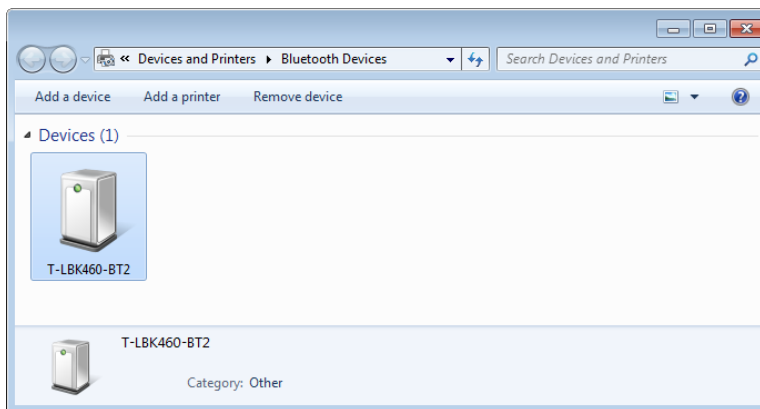 « Devices and Printers ▸ Bluetooth Devices Search Devices and Printers
Add a device Add a printer Remove device
Devices (1)
T-LBK460-BT2
T-LBK460-BT2
Category: Other